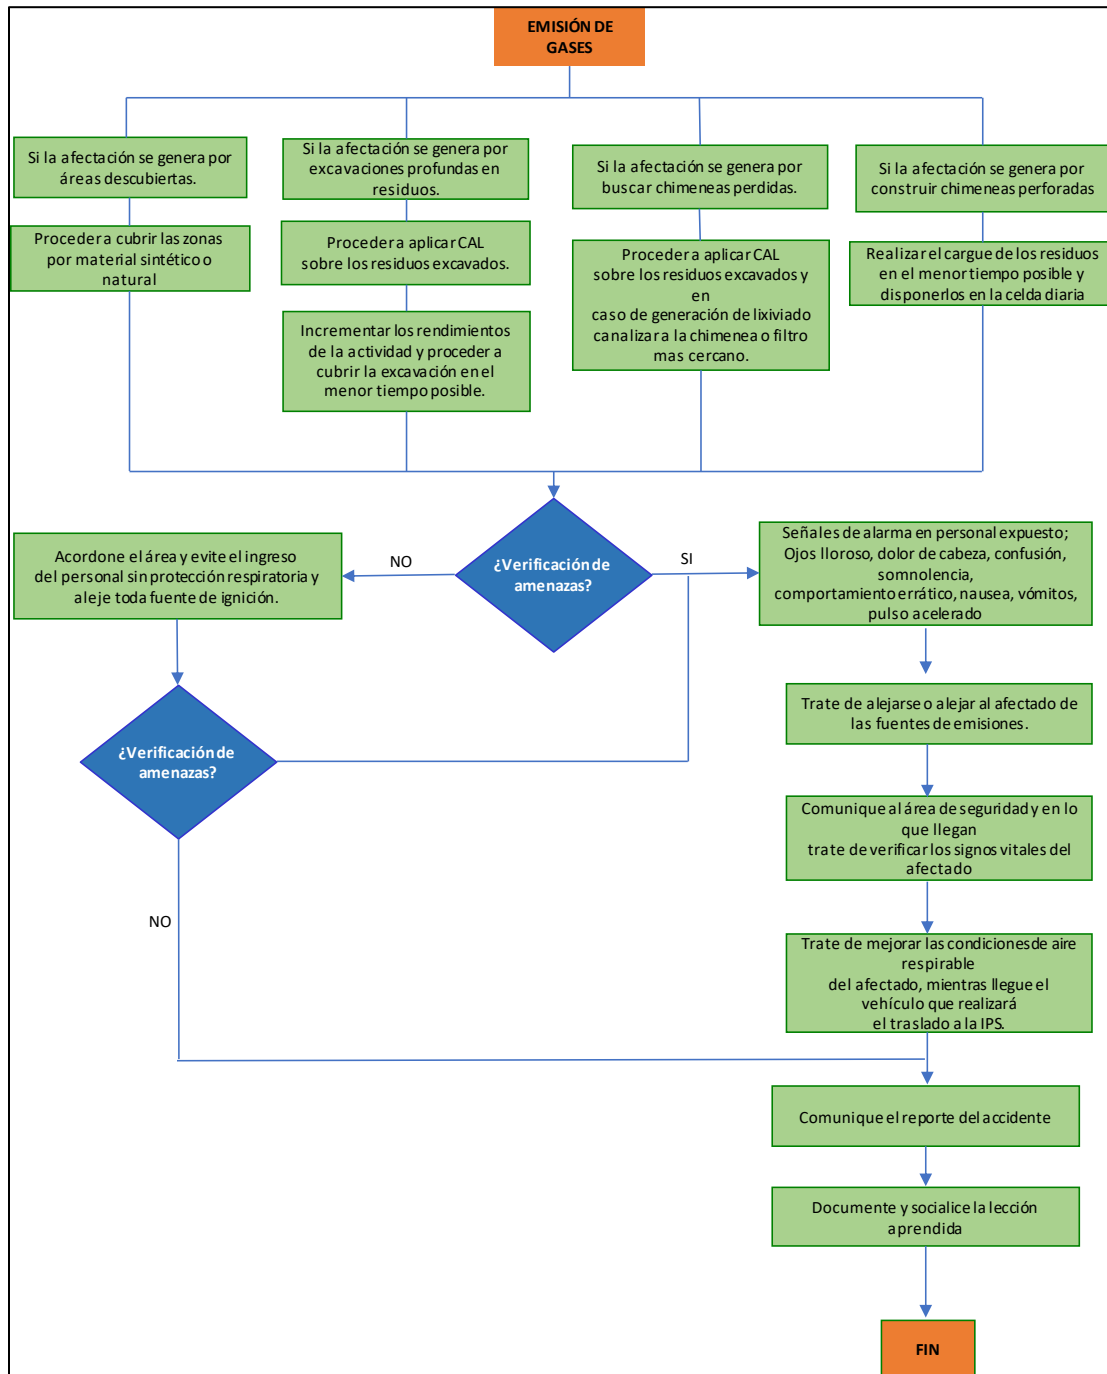 EMISIÓN DE
GASES
Si la afectación se genera por
áreas descubiertas.
Si la afectación se genera por
excavaciones profundas en
residuos.
Si la afectación se genera por
buscar chimeneas perdidas.
Si la afectación se genera por
construir chimeneas perforadas
Proceder a cubrir las zonas
por material sintético o
natural
Proceder a aplicar CAL
sobre los residuos excavados.
Proceder a aplicar CAL
sobre los residuos excavados y
en
caso de generación de lixiviado
canalizar a la chimenea o filtro
mas cercano.
Realizar el cargue de los residuos
en el menor tiempo posible y
disponerlos en la celda diaria
Incrementar los rendimientos
de la actividad y proceder a
cubrir la excavación en el
menor tiempo posible.
Acordone el área y evite el ingreso
del personal sin protección respiratoria y
aleje toda fuente de ignición.
NO
¿Verificación de
amenazas?
SI
Señales de alarma en personal expuesto;
Ojos lloroso, dolor de cabeza, confusión,
somnolencia,
comportamiento errático, nausea, vómitos,
pulso acelerado
¿Verificación de
amenazas?
Trate de alejarse o alejar al afectado de
las fuentes de emisiones.
Comunique al área de seguridad y en lo
que llegan
trate de verificar los signos vitales del
afectado
NO
Trate de mejorar las condiciones de aire
respirable
del afectado, mientras llegue el
vehículo que realizará
el traslado a la IPS.
Comunique el reporte del accidente
Documente y socialice la lección
aprendida
FIN